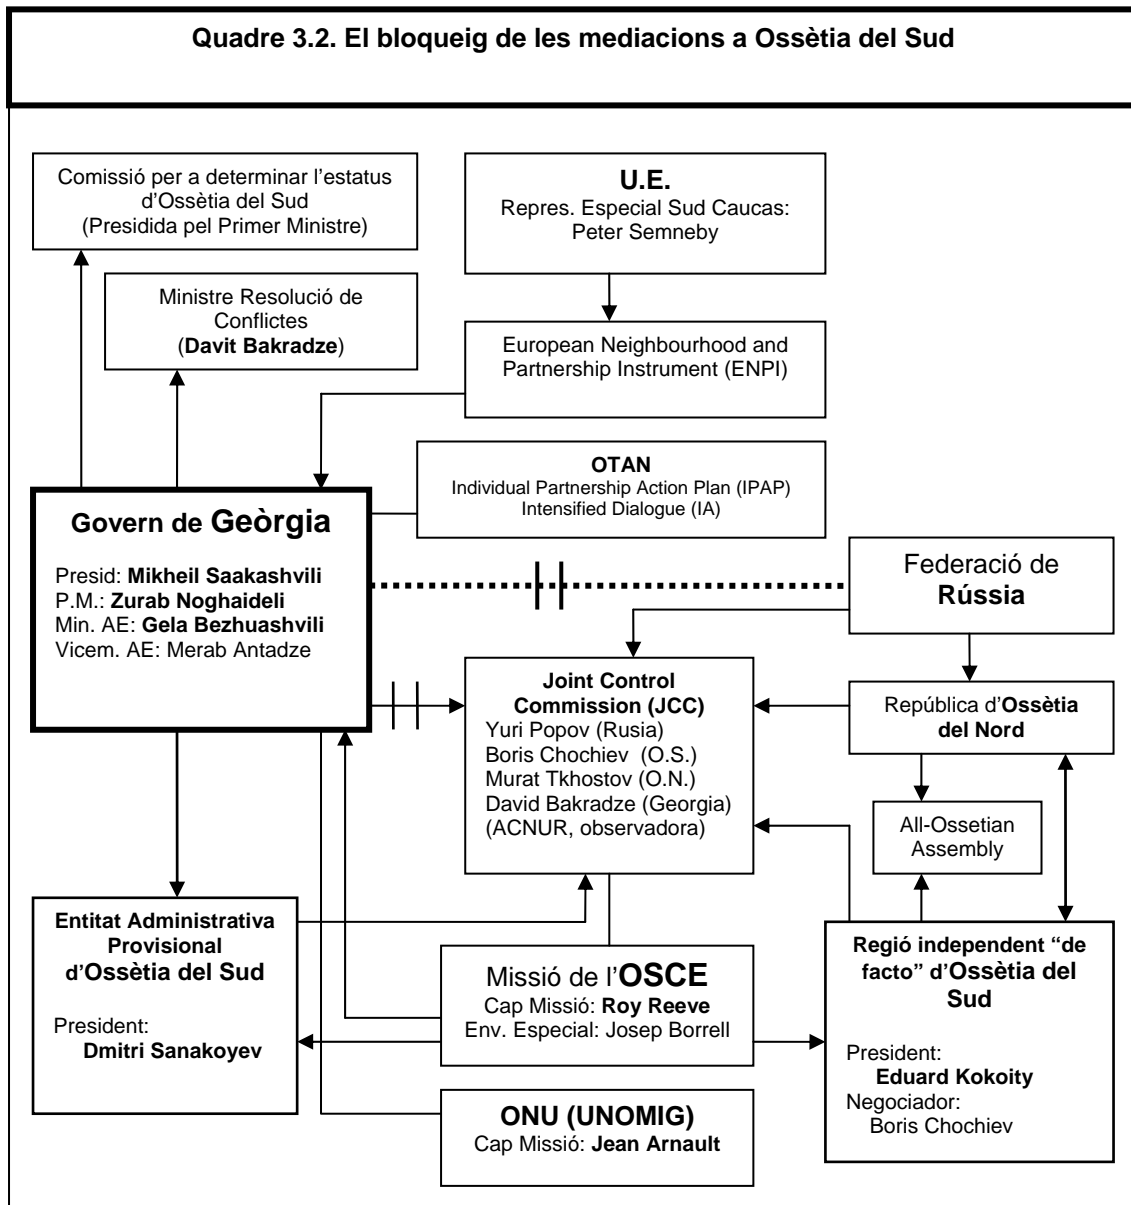 Quadre 3.2. El bloqueig de les mediacions a Ossètia del Sud
Comissió per a determinar l'estatus
d'Ossètia del Sud
(Presidida pel Primer Ministre)
U.E.
Repres. Especial Sud Caucas:
Peter Semneby
Ministre Resolució de
Conflictes
(Davit Bakradze)
European Neighbourhood and
Partnership Instrument (ENPI)
OTAN
Individual Partnership Action Plan (IPAP)
Intensified Dialogue (IA)
Govern de Geòrgia
Presid: Mikheil Saakashvili
P.M.: Zurab Noghaideli
Min. AE: Gela Bezhuashvili
Vicem. AE: Merab Antadze
Federació de
Rússia
Joint Control
Commission (JCC)
Yuri Popov (Rusia)
Boris Chochiev (O.S.)
Murat Tkhostov (O.N.)
David Bakradze (Georgia)
(ACNUR, observadora)
República d'Ossètia
del Nord
All-Ossetian
Assembly
Entitat Administrativa
Provisional
d'Ossètia del Sud
President:
Dmitri Sanakoyev
Missió de l'OSCE
Cap Missió: Roy Reeve
Env. Especial: Josep Borrell
Regió independent “de
facto” d'Ossètia del
Sud
President:
Eduard Kokoity
Negociador:
Boris Chochiev
ONU (UNOMIG)
Cap Missió: Jean Arnault